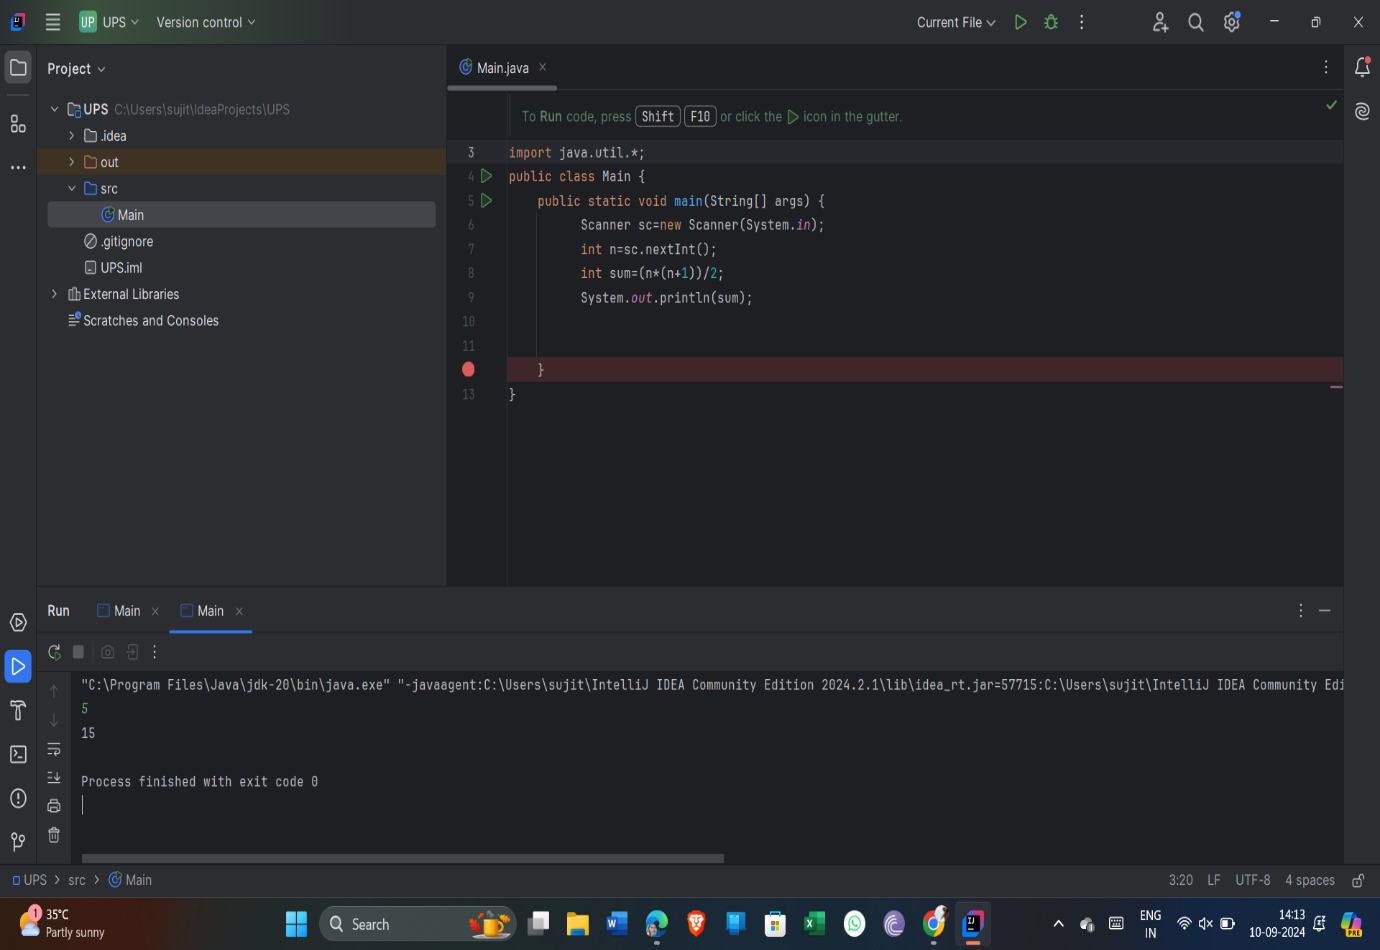 UP UPS Version control Current File
Project Main.java
UPS C:\Users\sujit\IdeaProjects\UPS
To Run code, press Shift F10 or click the icon in the gutter.
.idea
out
src
Main
.gitignore
UPS.iml
External Libraries
Scratches and Consoles
3 import java.util.*;
4 public class Main {
5 public static void main(String[] args) {
6 Scanner sc=new Scanner(System.in);
7 int n=sc.nextInt();
8 int sum=(n*(n+1))/2;
9 System.out.println(sum);
10
11
}
13 }
Run Main Main
"C:\Program Files\Java\jdk-20\bin\java.exe" "-javaagent:C:\Users\sujit\IntelliJ IDEA Community Edition 2024.2.1\lib\idea_rt.jar=57715:C:\Users\sujit\IntelliJ IDEA Community Edi
5
15
Process finished with exit code 0
UPS > src > Main 3:20 LF UTF-8 4 spaces
1 35°C
Partly sunny
Search
ENG
IN
14:13
10-09-2024
PRE